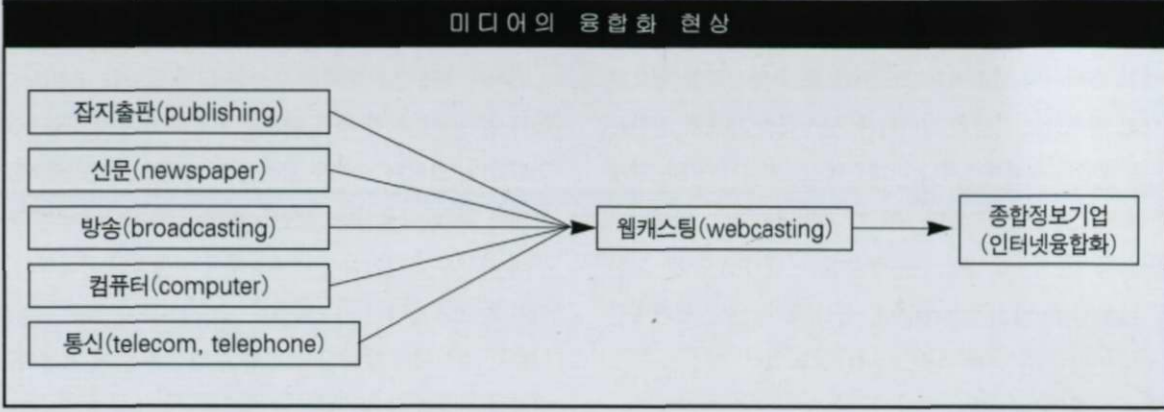 미디어의 융합화 현상
잡지출판(publishing)
신문(newspaper)
방송(broadcasting)
컴퓨터(computer)
통신(telecom, telephone)
웹캐스팅(webcasting)
종합정보기업
(인터넷융합화)